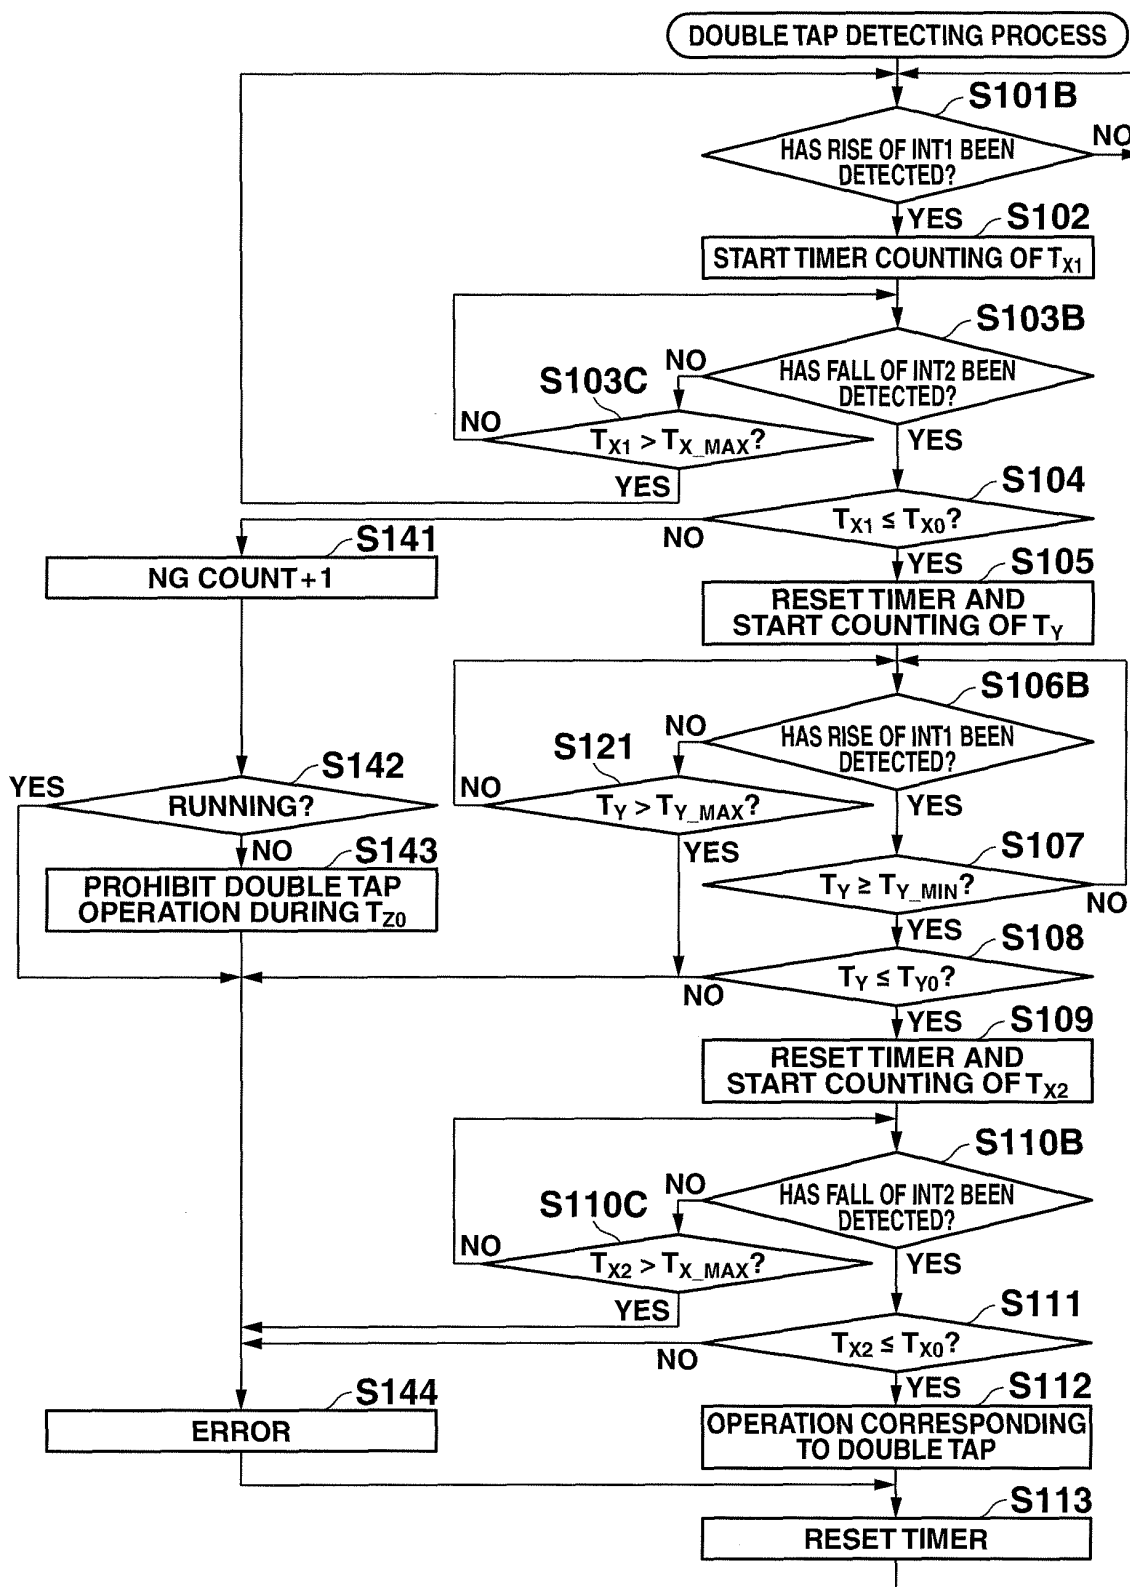 DOUBLE TAP DETECTING PROCESS
S101B
HAS RISE OF INT1 BEEN
DETECTED?
NO
YES
S102
START TIMER COUNTING OF TX1
S103B
HAS FALL OF INT2 BEEN
DETECTED?
NO
S103C
NO
TX1 > TX_MAX?
YES
YES
S104
TX1 ≤ TX0?
NO
YES
S141
NG COUNT+1
S105
RESET TIMER AND
START COUNTING OF TY
S106B
HAS RISE OF INT1 BEEN
DETECTED?
NO
S121
NO
TY > TY_MAX?
YES
YES
S142
YES
RUNNING?
NO
S143
PROHIBIT DOUBLE TAP
OPERATION DURING TZ0
S107
TY ≥ TY_MIN?
NO
YES
S108
TY ≤ TY0?
NO
YES
S109
RESET TIMER AND
START COUNTING OF TX2
S110B
HAS FALL OF INT2 BEEN
DETECTED?
NO
S110C
NO
TX2 > TX_MAX?
YES
YES
S111
TX2 ≤ TX0?
NO
YES
S144
ERROR
S112
OPERATION CORRESPONDING
TO DOUBLE TAP
S113
RESET TIMER